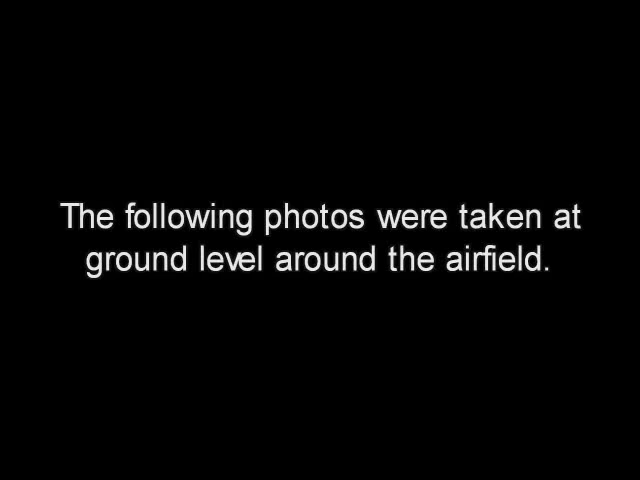 The following photos were taken at
ground level around the airfield.